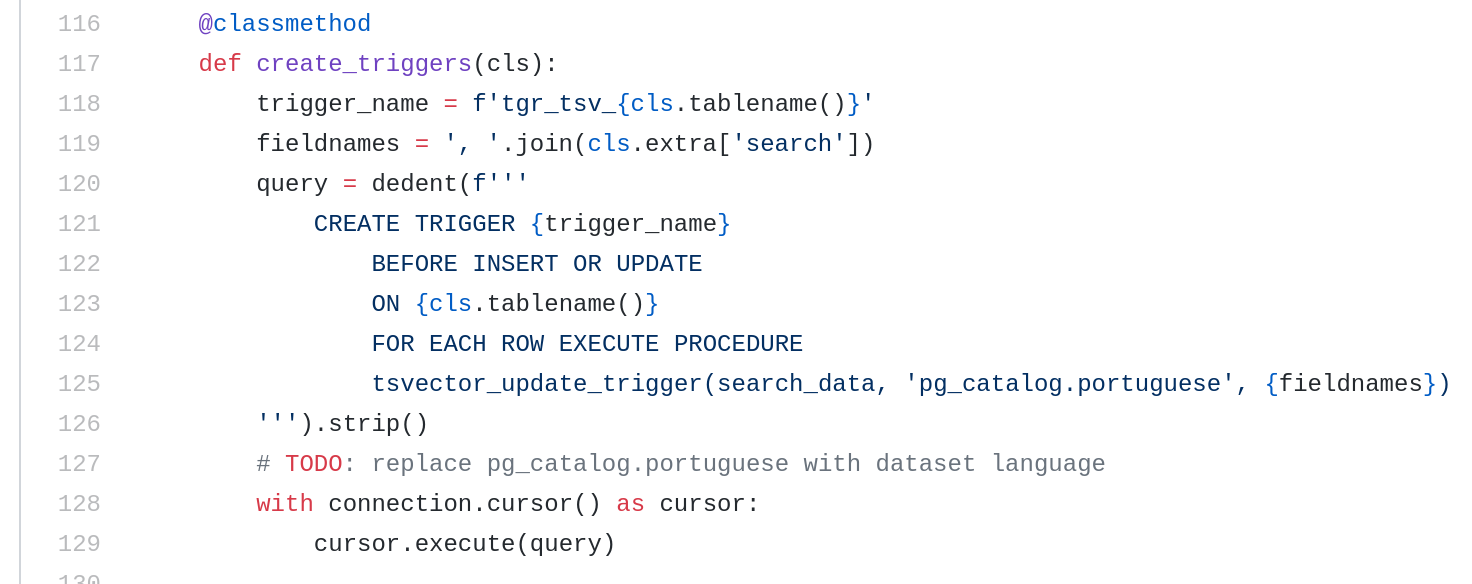 116 @classmethod
117 def create_triggers(cls):
118 trigger_name = f'tgr_tsv_{cls.tablename()}'
119 fieldnames = ', '.join(cls.extra['search'])
120 query = dedent(f'''
121 CREATE TRIGGER {trigger_name}
122 BEFORE INSERT OR UPDATE
123 ON {cls.tablename()}
124 FOR EACH ROW EXECUTE PROCEDURE
125 tsvector_update_trigger(search_data, 'pg_catalog.portuguese', {fieldnames})
126 ''').strip()
127 # TODO: replace pg_catalog.portuguese with dataset language
128 with connection.cursor() as cursor:
129 cursor.execute(query)
130